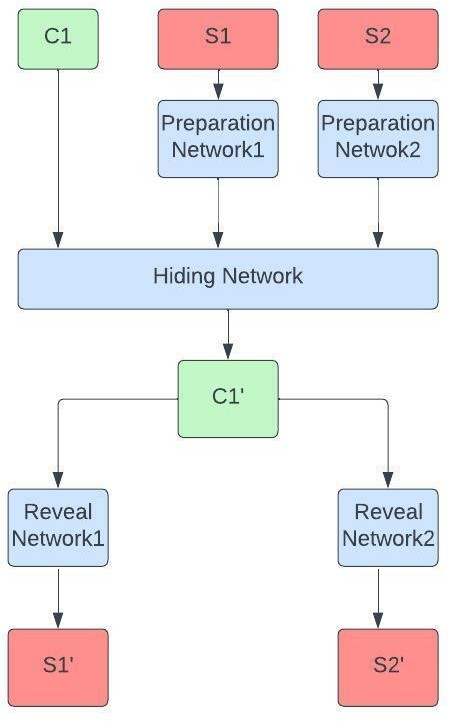 C1
S1
S2
Preparation
Network1
Preparation
Netwok2
Hiding Network
C1'
Reveal
Network1
Reveal
Network2
S1'
S2'